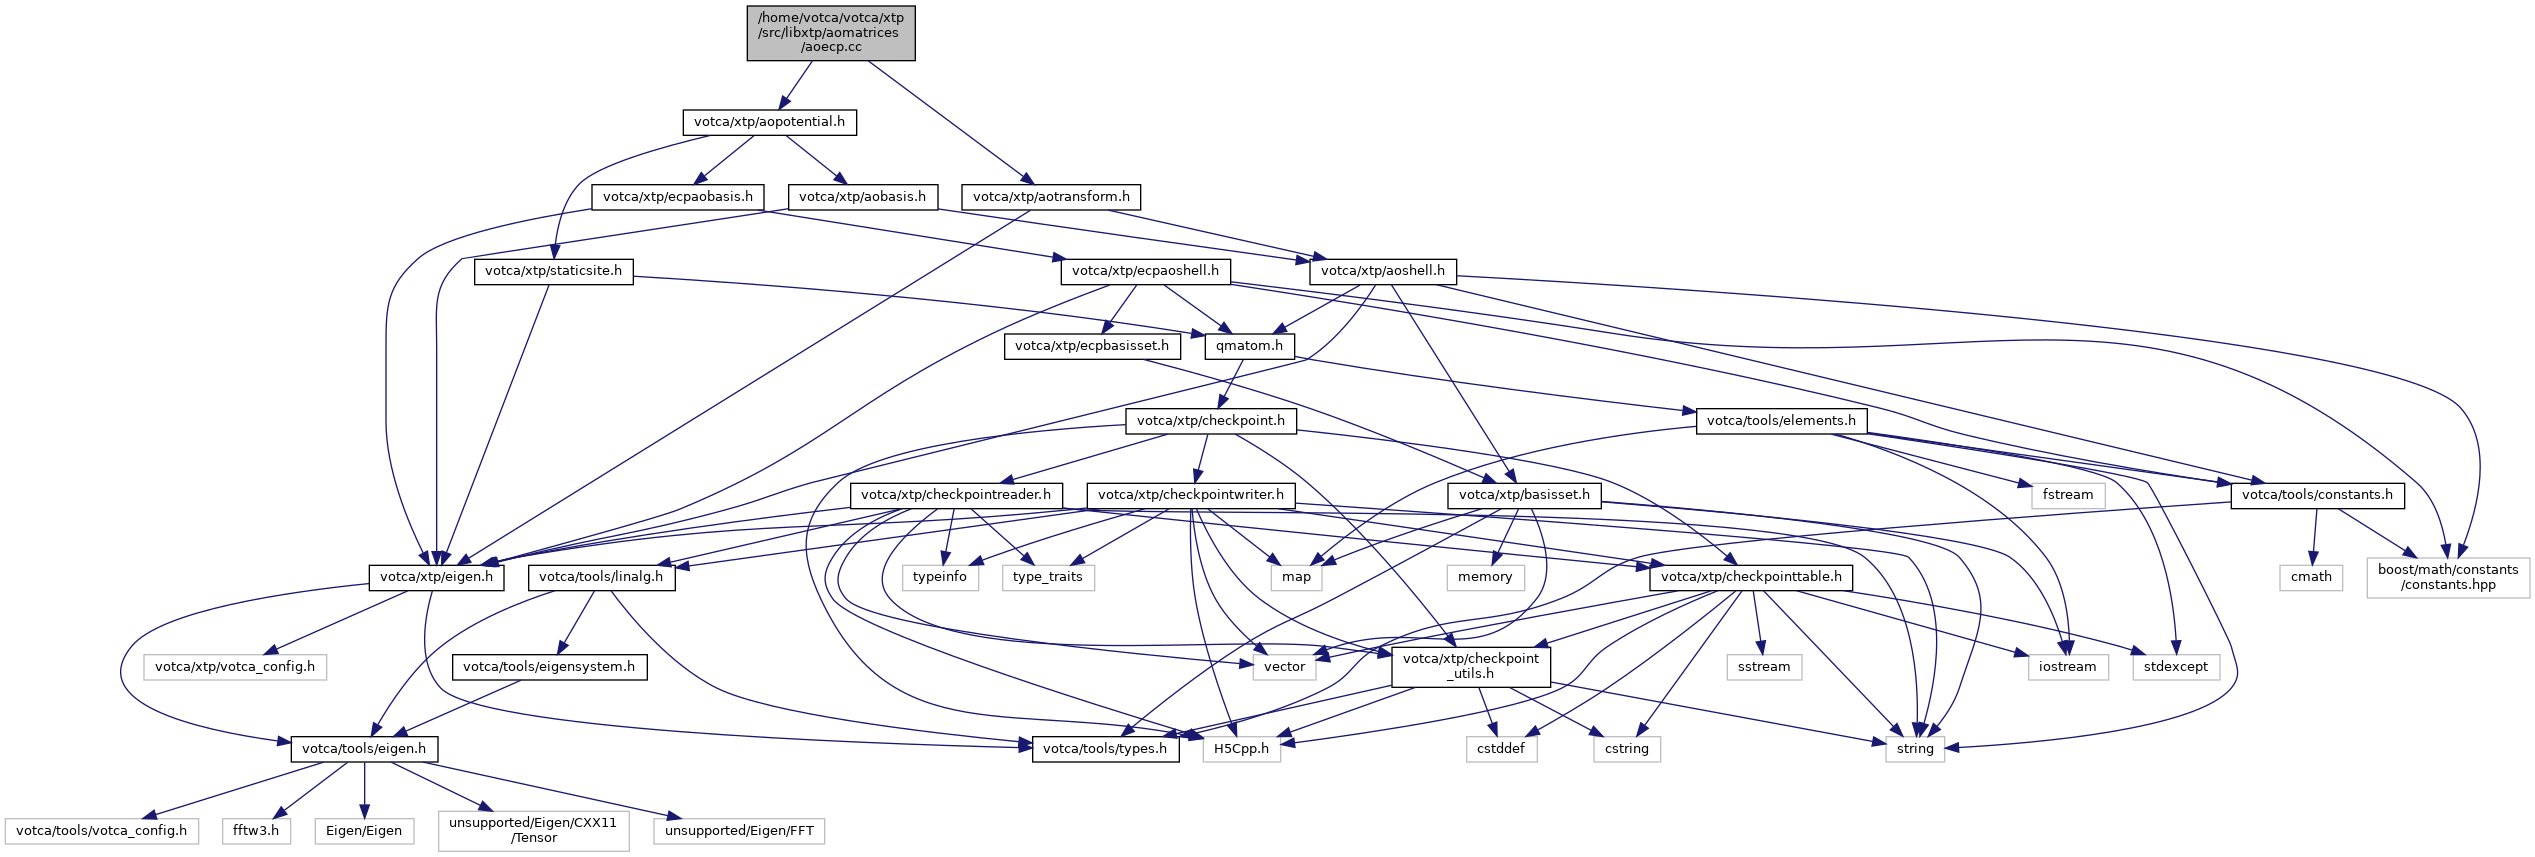 /home/votca/votca/xtp
/src/libxtp/aomatrices
/aoecp.cc
votca/xtp/aopotential.h
votca/xtp/ecpaobasis.h
votca/xtp/aobasis.h
votca/xtp/aotransform.h
votca/xtp/staticsite.h
votca/xtp/ecpaoshell.h
votca/xtp/aoshell.h
votca/xtp/ecpbasisset.h
qmatom.h
votca/xtp/checkpoint.h
votca/tools/elements.h
votca/xtp/checkpointreader.h
votca/xtp/checkpointwriter.h
votca/xtp/basisset.h
fstream
votca/tools/constants.h
votca/xtp/eigen.h
votca/tools/linalg.h
typeinfo
type_traits
map
memory
votca/xtp/checkpointtable.h
cmath
boost/math/constants
/constants.hpp
votca/xtp/votca_config.h
votca/tools/eigensystem.h
vector
votca/xtp/checkpoint
_utils.h
sstream
iostream
stdexcept
votca/tools/eigen.h
votca/tools/types.h
H5Cpp.h
cstddef
cstring
string
votca/tools/votca_config.h
fftw3.h
Eigen/Eigen
unsupported/Eigen/CXX11
/Tensor
unsupported/Eigen/FFT